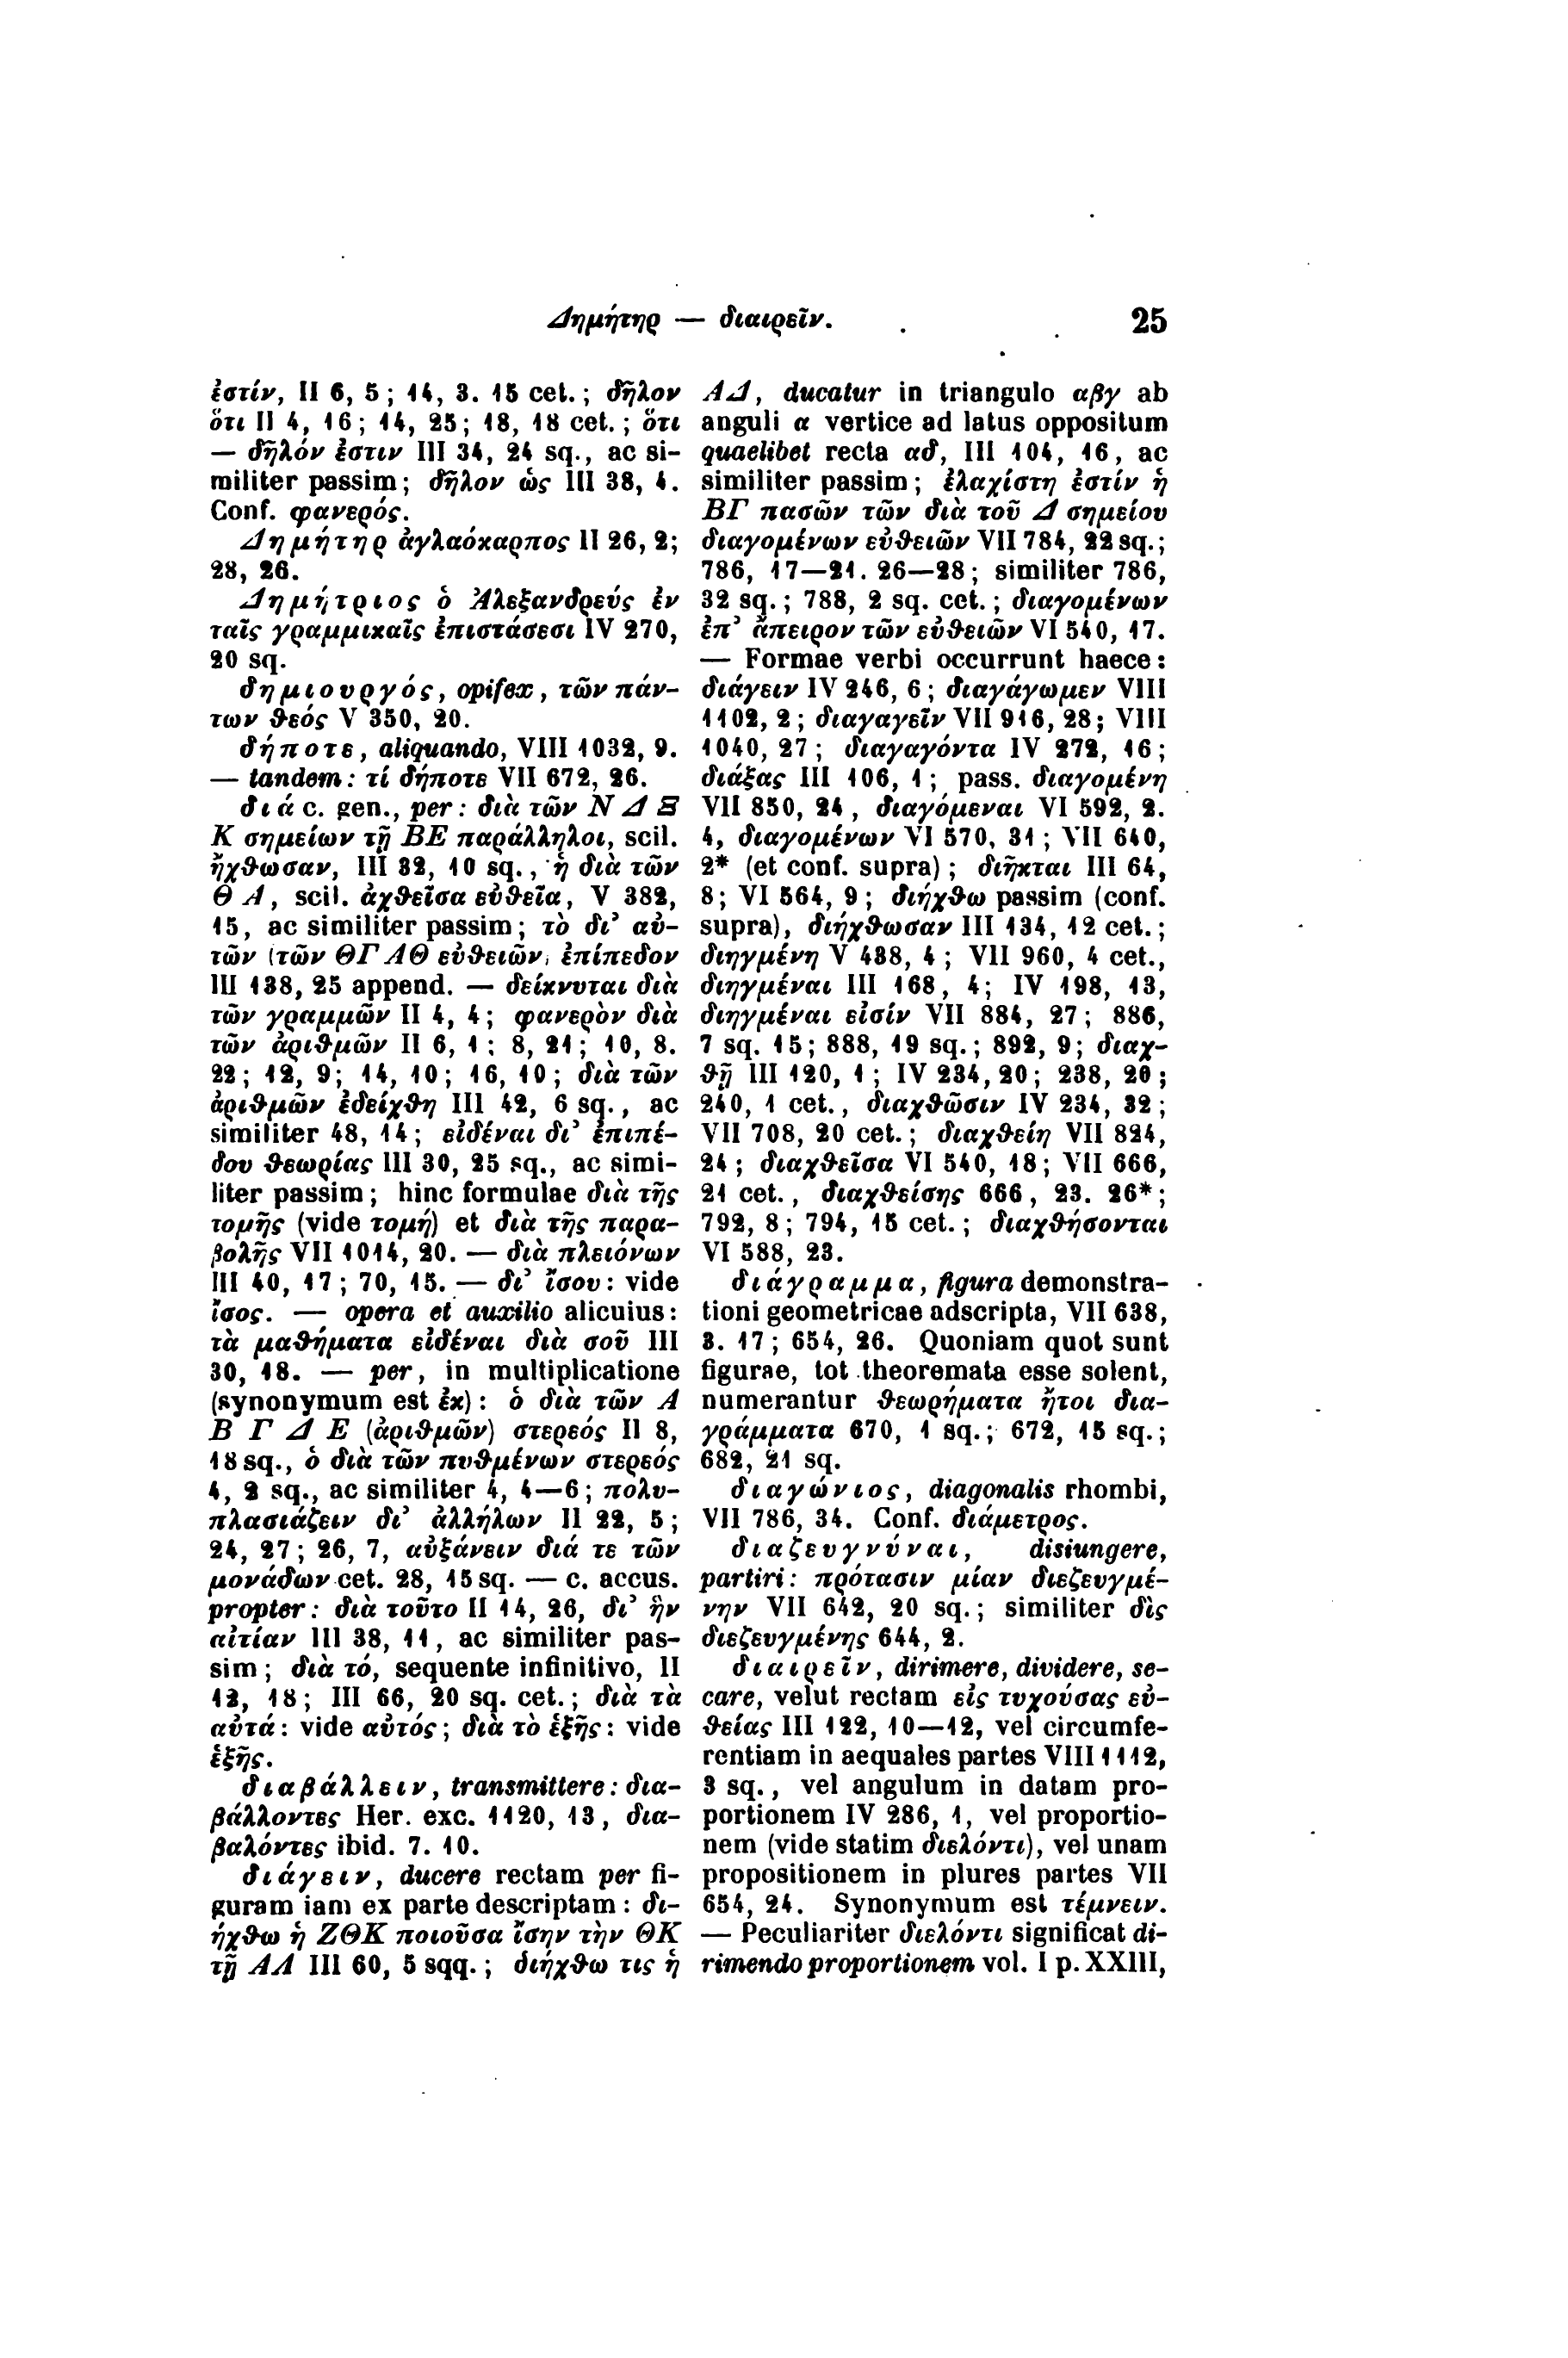 Δημήτηρ — διαιρεῖν. 25
ἐστίν, II 6, 5; 14, 3. 15 cet.; δῆλον
ὅτι II 4, 16; 14, 25; 18, 18 cet.; ὅτι
— δῆλόν ἐστιν III 34, 24 sq., ac si-
militer passim; δῆλον ὡς III 38, 4.
Conf. φανερός.
Δημήτηρ ἀγλαόκαρπος II 26, 2;
28, 26.
Δημήτριος ὁ Ἀλεξανδρεύς ἐν
ταῖς γραμμικαῖς ἐπιστάσεσι IV 270,
20 sq.
δημιουργός, opifex, τῶν πάν-
των θεός V 350, 20.
δήποτε, aliquando, VIII 1032, 9.
— tandem: τί δήποτε VII 672, 26.
διά c. gen., per: διὰ τῶν Ν Δ Ξ
Κ σημείων τῇ ΒΕ παράλληλοι, scil.
ἤχθωσαν, III 32, 10 sq., ἡ διὰ τῶν
Θ Λ, scil. ἀχθεῖσα εὐθεῖα, V 382,
15, ac similiter passim; τὸ δι᾽ αὐ-
τῶν (τῶν ΘΓ ΛΘ εὐθειῶν) ἐπίπεδον
III 138, 25 append. — δείκνυται διὰ
τῶν γραμμῶν II 4, 4; φανερὸν διὰ
τῶν ἀριθμῶν II 6, 1; 8, 21; 10, 8.
22; 12, 9; 14, 10; 16, 10; διὰ τῶν
ἀριθμῶν ἐδείχθη III 42, 6 sq., ac
similiter 48, 14; εἰδέναι δι᾽ ἐπιπέ-
δου θεωρίας III 30, 25 sq., ac simi-
liter passim; hinc formulae διὰ τῆς
τομῆς (vide τομή) et διὰ τῆς παρα-
βολῆς VII 1014, 20. — διὰ πλειόνων
III 40, 17; 70, 15. — δι᾽ ἴσου: vide
ἴσος. — opera et auxilio alicuius:
τὰ μαθήματα εἰδέναι διὰ σοῦ III
30, 18. — per, in multiplicatione
(synonymum est ἐκ): ὁ διὰ τῶν Α
Β Γ Δ Ε (ἀριθμῶν) στερεός II 8,
18 sq., ὁ διὰ τῶν πυθμένων στερεός
4, 2 sq., ac similiter 4, 4—6; πολυ-
πλασιάζειν δι᾽ ἀλλήλων II 22, 5;
24, 27; 26, 7, αὐξάνειν διά τε τῶν
μονάδων cet. 28, 15 sq. — c. accus.
propter: διὰ τοῦτο II 14, 26, δι᾽ ἣν
αἰτίαν III 38, 11, ac similiter pas-
sim; διὰ τό, sequente infinitivo, II
12, 18; III 66, 20 sq. cet.; διὰ τὰ
αὐτά: vide αὐτός; διὰ τὸ ἑξῆς: vide
ἑξῆς.
διαβάλλειν, transmittere: δια-
βάλλοντες Her. exc. 1120, 13, δια-
βαλόντες ibid. 7. 10.
διάγειν, ducere rectam per fi-
guram iam ex parte descriptam: δι-
ήχθω ἡ ΖΘΚ ποιοῦσα ἴσην τὴν ΘΚ
τῇ ΑΛ III 60, 5 sqq.; διήχθω τις ἡ
ΑΔ, ducatur in triangulo αβγ ab
anguli α vertice ad latus oppositum
quaelibet recta αδ, III 104, 16, ac
similiter passim; ἐλαχίστη ἐστίν ἡ
ΒΓ πασῶν τῶν διὰ τοῦ Δ σημείου
διαγομένων εὐθειῶν VII 784, 22 sq.;
786, 17—21. 26—28; similiter 786,
32 sq.; 788, 2 sq. cet.; διαγομένων
ἐπ᾽ ἄπειρον τῶν εὐθειῶν VI 540, 17.
— Formae verbi occurrunt haece:
διάγειν IV 246, 6; διαγάγωμεν VIII
1102, 2; διαγαγεῖν VII 916, 28; VIII
1040, 27; διαγαγόντα IV 272, 16;
διάξας III 106, 1; pass. διαγομένη
VII 850, 24, διαγόμεναι VI 592, 2.
4, διαγομένων VI 570, 31; VII 640,
2* (et conf. supra); διῆκται III 64,
8; VI 564, 9; διήχθω passim (conf.
supra), διήχθωσαν III 134, 12 cet.;
διηγμένη V 438, 4; VII 960, 4 cet.,
διηγμέναι III 168, 4; IV 198, 13,
διηγμέναι εἰσίν VII 884, 27; 886,
7 sq. 15; 888, 19 sq.; 892, 9; διαχ-
θῇ III 120, 1; IV 234, 20; 238, 20;
240, 1 cet., διαχθῶσιν IV 234, 32;
VII 708, 20 cet.; διαχθείη VII 824,
24; διαχθεῖσα VI 540, 18; VII 666,
21 cet., διαχθείσης 666, 23. 26*;
792, 8; 794, 15 cet.; διαχθήσονται
VI 588, 23.
διάγραμμα, figura demonstra-
tioni geometricae adscripta, VII 638,
3. 17; 654, 26. Quoniam quot sunt
figurae, tot theoremata esse solent,
numerantur θεωρήματα ἤτοι δια-
γράμματα 670, 1 sq.; 672, 15 sq.;
682, 21 sq.
διαγώνιος, diagonalis rhombi,
VII 786, 34. Conf. διάμετρος.
διαζευγνύναι, disiungere,
partiri: πρότασιν μίαν διεζευγμέ-
νην VII 642, 20 sq.; similiter δὶς
διεζευγμένης 644, 2.
διαιρεῖν, dirimere, dividere, se-
care, velut rectam εἰς τυχούσας εὐ-
θείας III 122, 10—12, vel circumfe-
rentiam in aequales partes VIII 1112,
3 sq., vel angulum in datam pro-
portionem IV 286, 1, vel proportio-
nem (vide statim διελόντι), vel unam
propositionem in plures partes VII
654, 24. Synonymum est τέμνειν.
— Peculiariter διελόντι significat di-
rimendo proportionem vol. I p. XXIII,